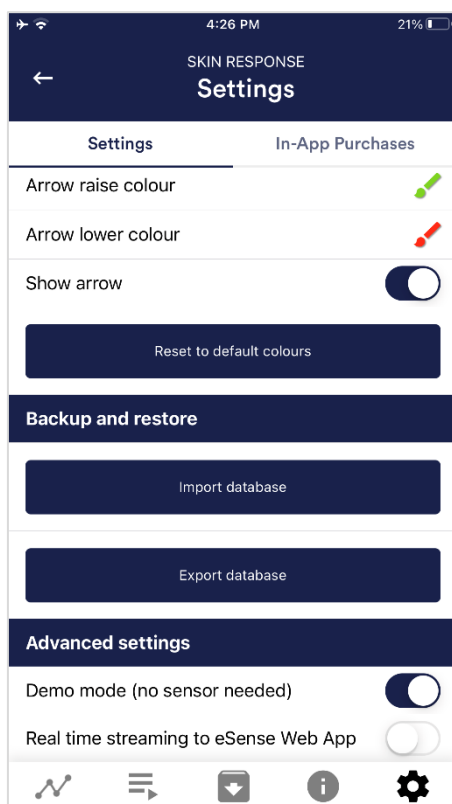 4:26 PM
21%
SKIN RESPONSE
Settings
Settings
In-App Purchases
Arrow raise colour
Arrow lower colour
Show arrow
Reset to default colours
Backup and restore
Import database
Export database
Advanced settings
Demo mode (no sensor needed)
Real time streaming to eSense Web App